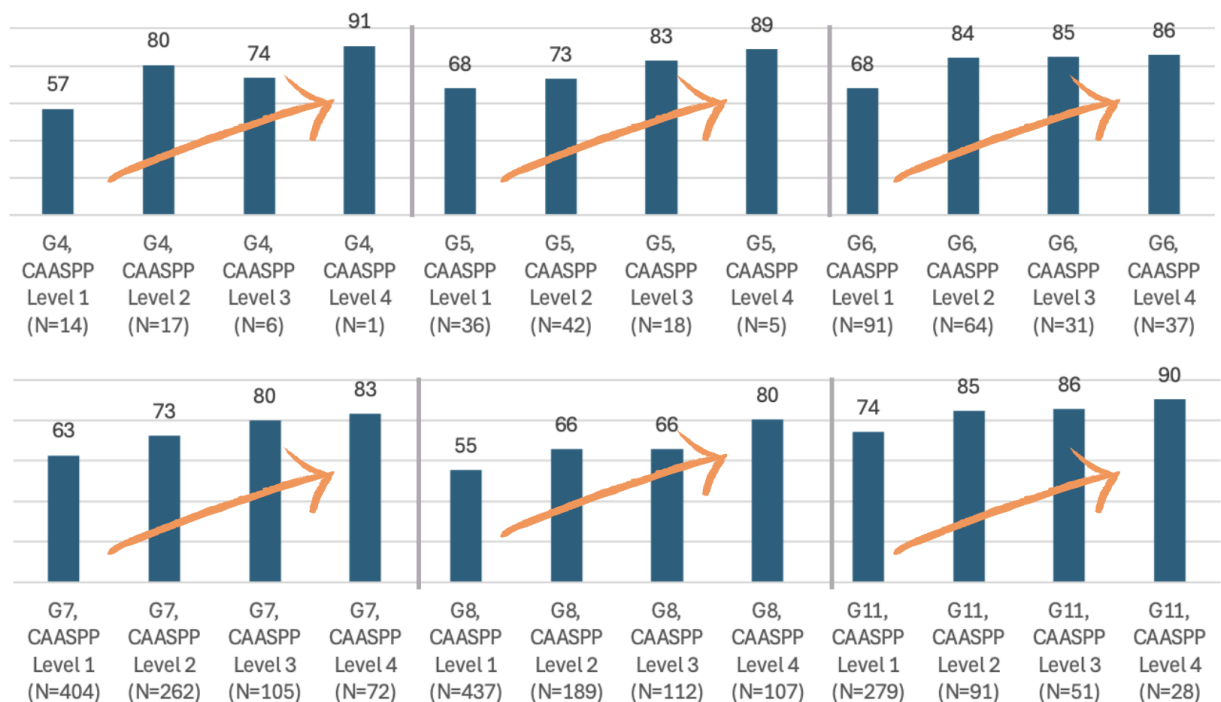 57 80 74 91 68 73 83 89 68 84 85 86
G4, G4, G4, G4, G5, G5, G5, G5, G6, G6, G6, G6,
CAASPP CAASPP CAASPP CAASPP CAASPP CAASPP CAASPP CAASPP CAASPP CAASPP CAASPP CAASPP
Level 1 Level 2 Level 3 Level 4 Level 1 Level 2 Level 3 Level 4 Level 1 Level 2 Level 3 Level 4
(N=14) (N=17) (N=6) (N=1) (N=36) (N=42) (N=18) (N=5) (N=91) (N=64) (N=31) (N=37)
63 73 80 83 55 66 66 80 74 85 86 90
G7, G7, G7, G7, G8, G8, G8, G8, G11, G11, G11, G11,
CAASPP CAASPP CAASPP CAASPP CAASPP CAASPP CAASPP CAASPP CAASPP CAASPP CAASPP CAASPP
Level 1 Level 2 Level 3 Level 4 Level 1 Level 2 Level 3 Level 4 Level 1 Level 2 Level 3 Level 4
(N=404) (N=262) (N=105) (N=72) (N=437) (N=189) (N=112) (N=107) (N=279) (N=91) (N=51) (N=28)